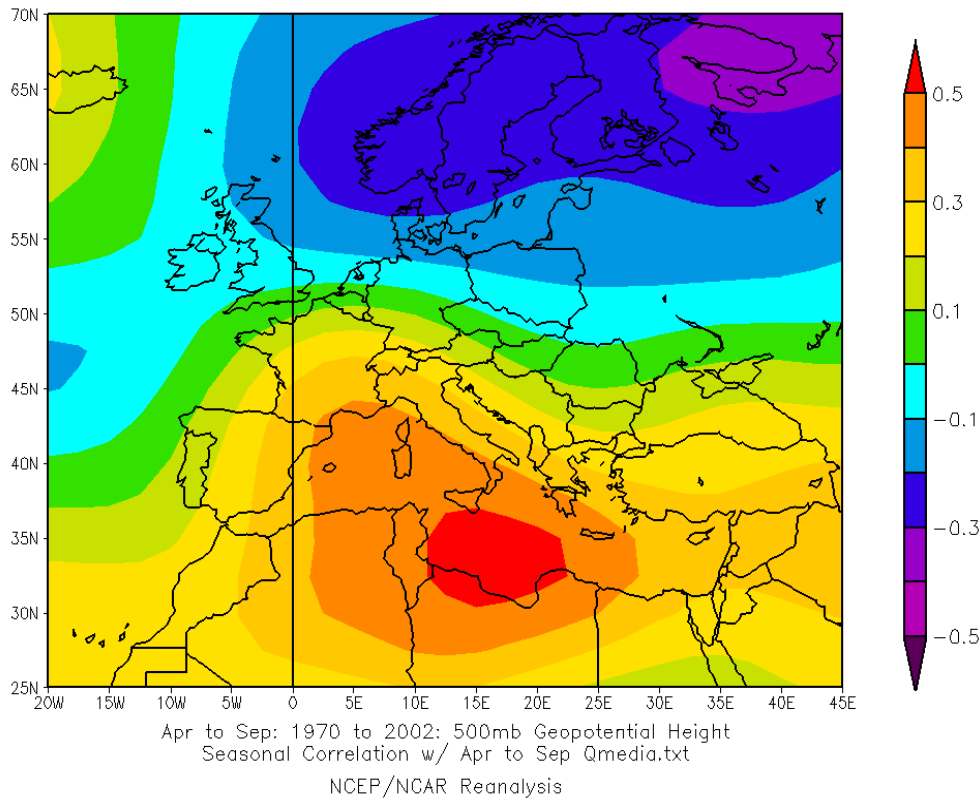 70N
65N
60N
55N
50N
45N
40N
35N
30N
25N
20W 15W 10W 5W 0 5E 10E 15E 20E 25E 30E 35E 40E 45E
0.5
0.3
0.1
-0.1
-0.3
-0.5
Apr to Sep: 1970 to 2002: 500mb Geopotential Height
Seasonal Correlation w/ Apr to Sep Qmedia.txt
NCEP/NCAR Reanalysis